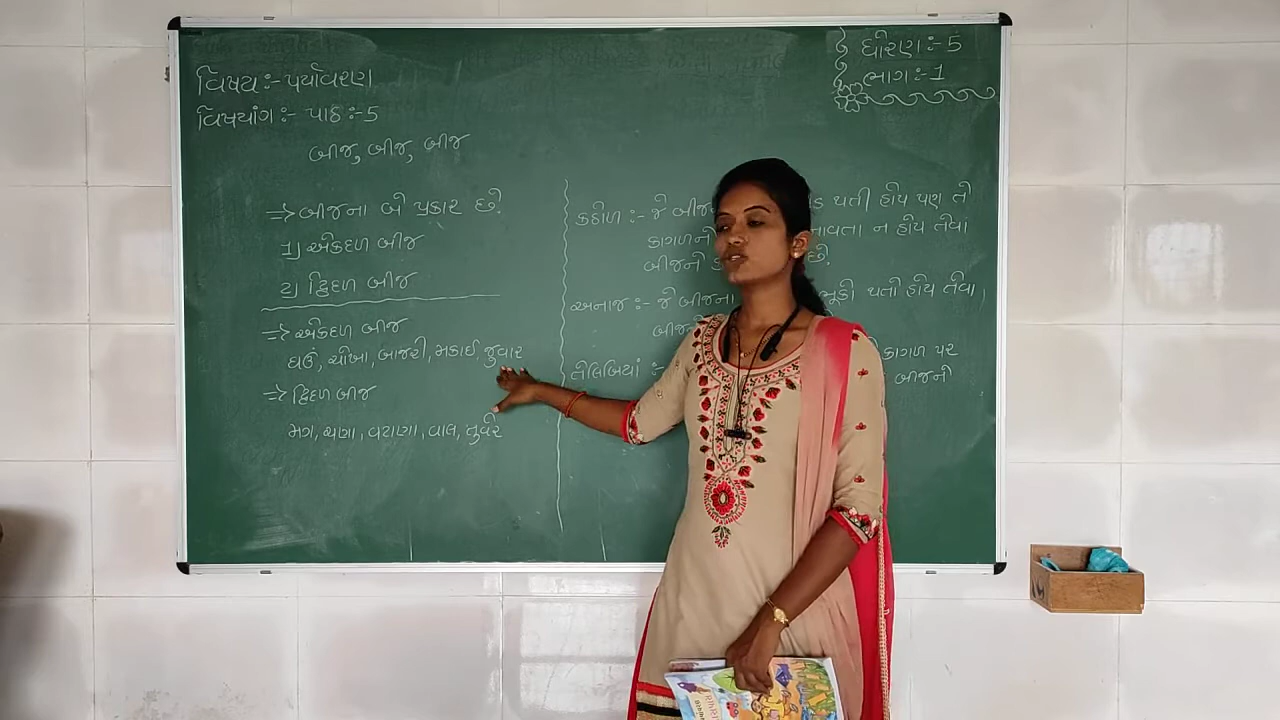 વિષય:- પર્યાવરણ
વિષયાંગ:- પાઠ:-5
બીજ, બીજ, બીજ
ધોરણ:- 5
ભાગ:- 1
=> બીજના બે પ્રકાર છે.
1) એકદળ બીજ
2) દ્વિદળ બીજ
=> એકદળ બીજ
ઘઉં, ચોખા, બાજરી, મકાઈ, જુવાર
=> દ્વિદળ બીજ
મગ, ચણા, વટાણા, વાલ, તુવેર
કઠોળ :- જે બીજ થતી હોય પણ તે
કાગળને ન હોય તેવા
બીજને છે.
અનાજ :- જે બીજના ભૂકો થતો હોય તેવા
તેલિબિયાં :- કાગળ પર
બીજની